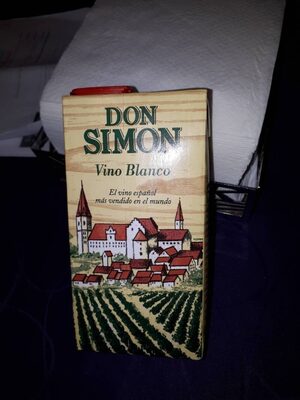 DON
SIMON
Vino Blanco
El vino español
más vendido en el mundo